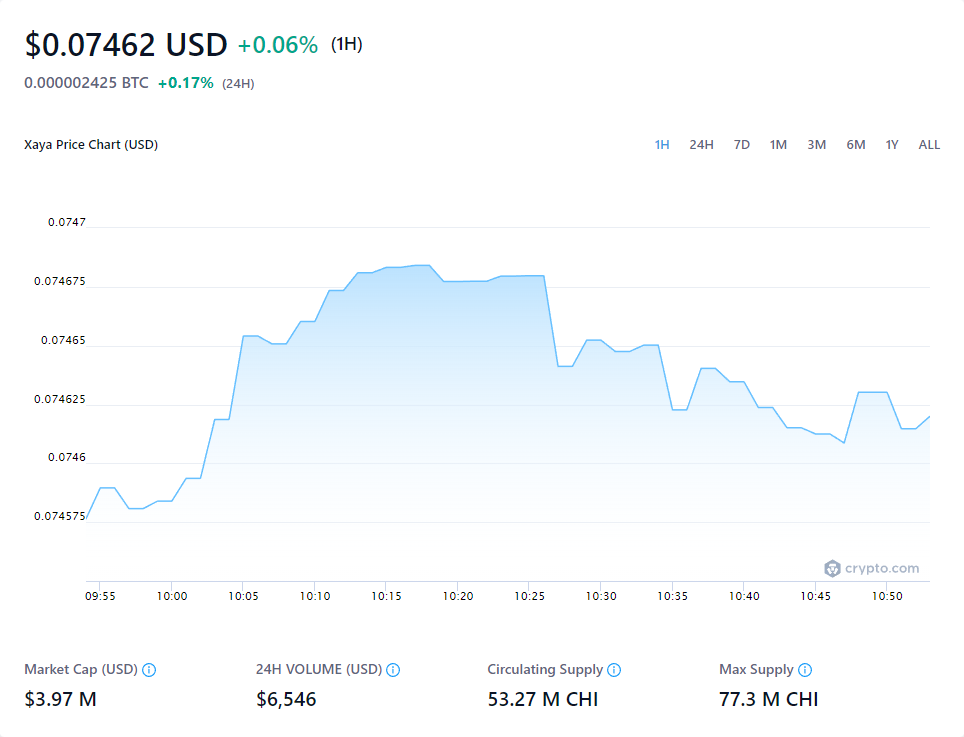 $0.07462 USD +0.06% (1H)
0.000002425 BTC +0.17% (24H)
Xaya Price Chart (USD) 1H 24H 7D 1M 3M 6M 1Y ALL
0.0747
0.074675
0.07465
0.074625
0.0746
0.074575
crypto.com
09:55 10:00 10:05 10:10 10:15 10:20 10:25 10:30 10:35 10:40 10:45 10:50
Market Cap (USD) 24H VOLUME (USD) Circulating Supply Max Supply
$3.97 M $6,546 53.27 M CHI 77.3 M CHI